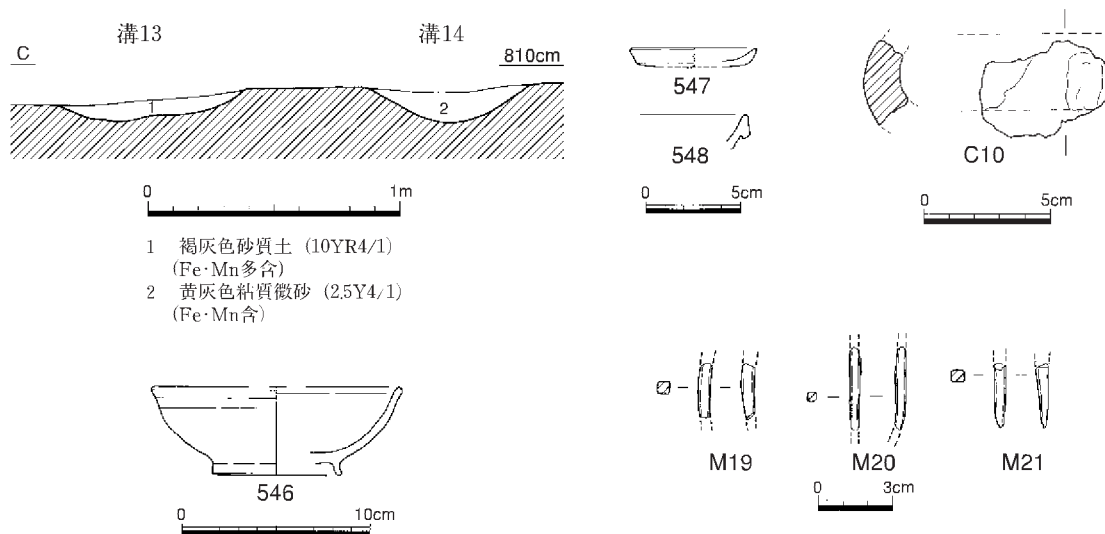 溝13
溝14
C
810cm
1
2
0
1m
1 褐灰色砂質土 (10YR4/1)
(Fe·Mn多含)
2 黄灰色粘質微砂 (2.5Y4/1)
(Fe·Mn含)
546
0
10cm
547
548
0
5cm
C10
0
5cm
M19
M20
M21
0
3cm